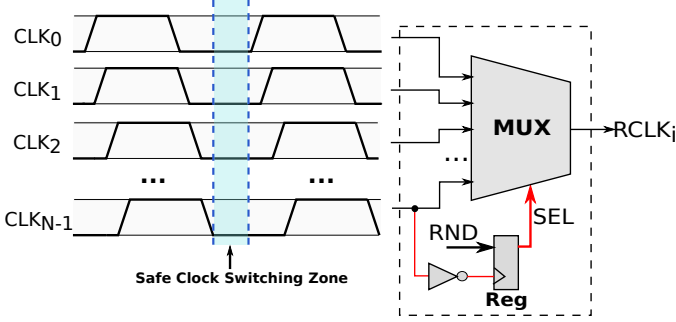 CLK0
CLK1
CLK2
...
...
CLKN-1
Safe Clock Switching Zone
MUX
...
RCLKi
SEL
RND
Reg